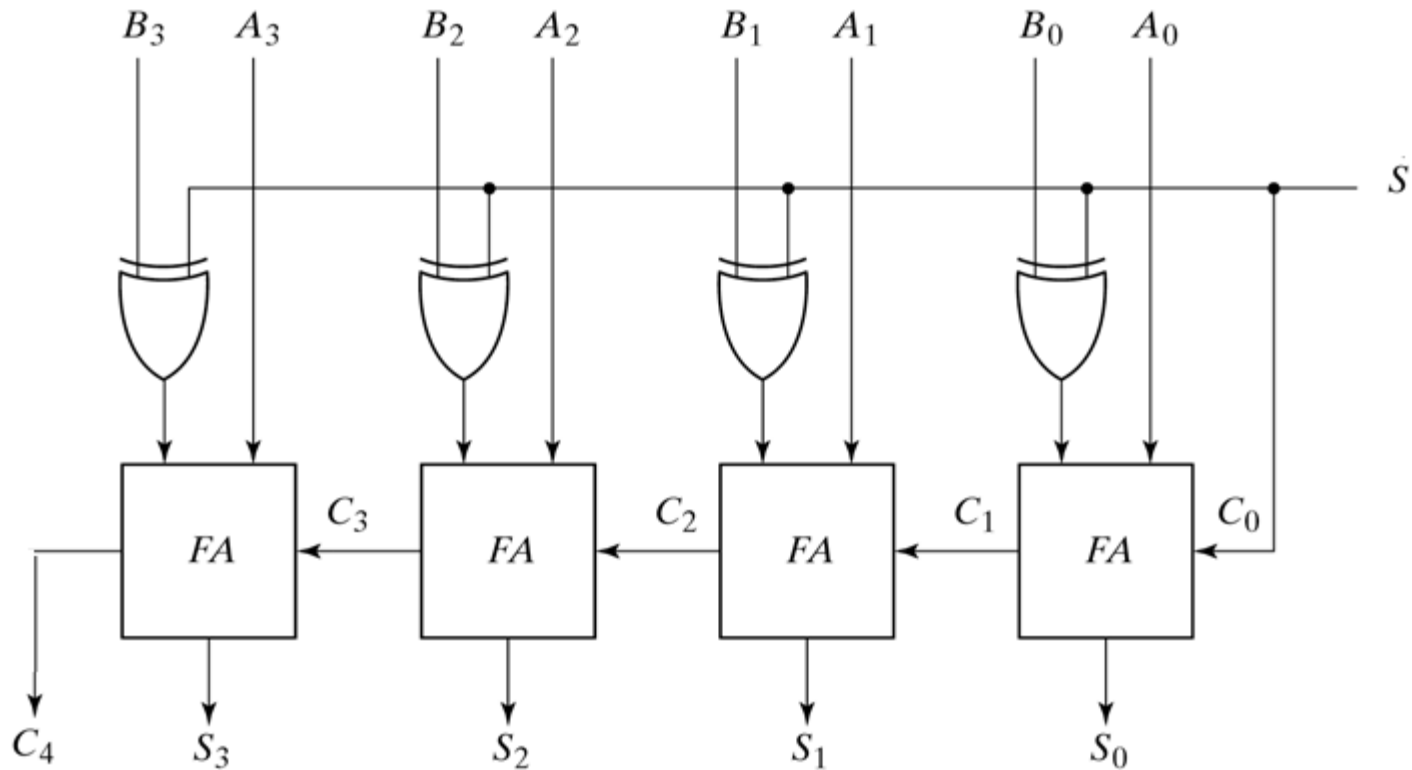 B₃ A₃ B₂ A₂ B₁ A₁ B₀ A₀
S
C₃ C₂ C₁ C₀
FA FA FA FA
C₄ S₃ S₂ S₁ S₀